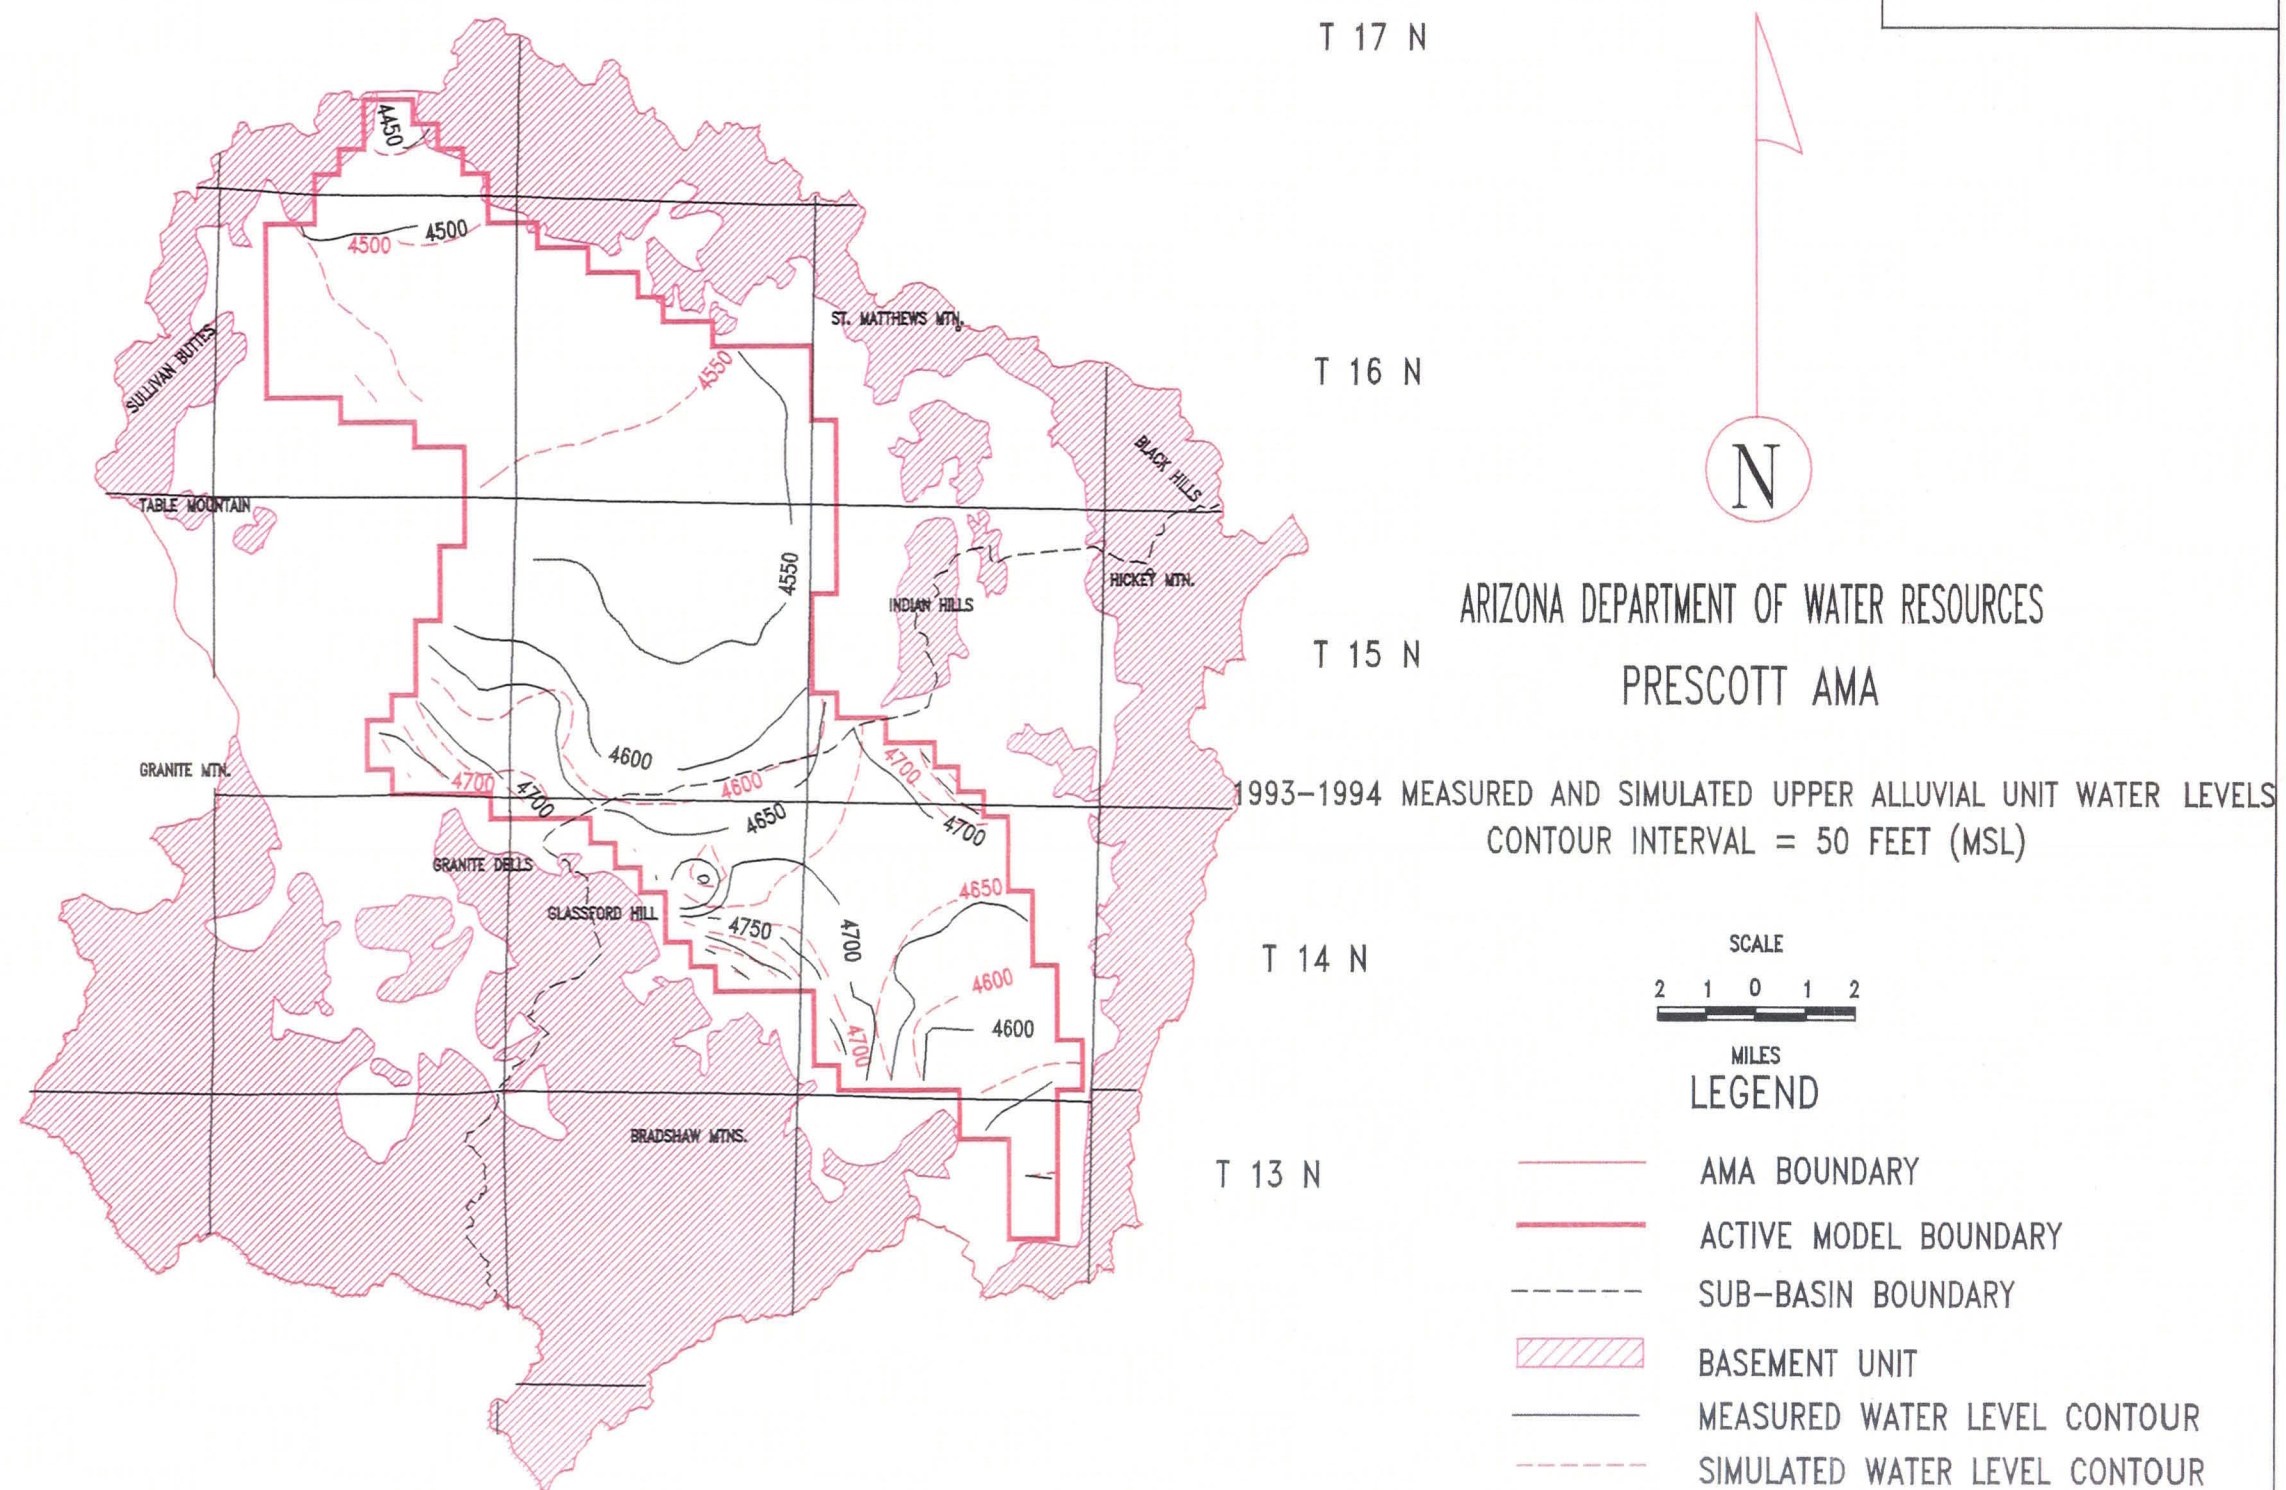 T 17 N
4450
4500
4500
ST. MATTHEWS MTN.
SULLIVAN BUTTES
4550
T 16 N
BLACK HILLS
N
TABLE MOUNTAIN
4550
HICKEY MTN.
INDIAN HILLS
ARIZONA DEPARTMENT OF WATER RESOURCES
T 15 N
PRESCOTT AMA
4600
GRANITE MTN.
4700
4700
4600
4700
4650
4700
1993-1994 MEASURED AND SIMULATED UPPER ALLUVIAL UNIT WATER LEVELS
CONTOUR INTERVAL = 50 FEET (MSL)
GRANITE DELLS
4650
GLASSFORD HILL
4750
4700
T 14 N
4600
4600
4700
SCALE
2 1 0 1 2
MILES
LEGEND
BRADSHAW MTNS.
T 13 N
AMA BOUNDARY
ACTIVE MODEL BOUNDARY
SUB-BASIN BOUNDARY
BASEMENT UNIT
MEASURED WATER LEVEL CONTOUR
SIMULATED WATER LEVEL CONTOUR